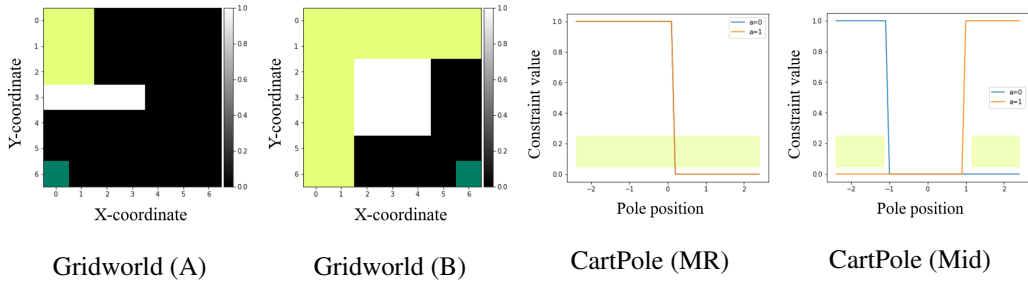 0 1 2 3 4 5 6
Y-coordinate
0 1 2 3 4 5 6
X-coordinate
1.0 0.8 0.6 0.4 0.2 0.0
Gridworld (A)
0 1 2 3 4 5 6
Y-coordinate
0 1 2 3 4 5 6
X-coordinate
1.0 0.8 0.6 0.4 0.2 0.0
Gridworld (B)
Constraint value
1.0 0.8 0.6 0.4 0.2 0.0
a=0
a=1
−2 −1 0 1 2
Pole position
CartPole (MR)
Constraint value
1.0 0.8 0.6 0.4 0.2 0.0
a=0
a=1
−2 −1 0 1 2
Pole position
CartPole (Mid)